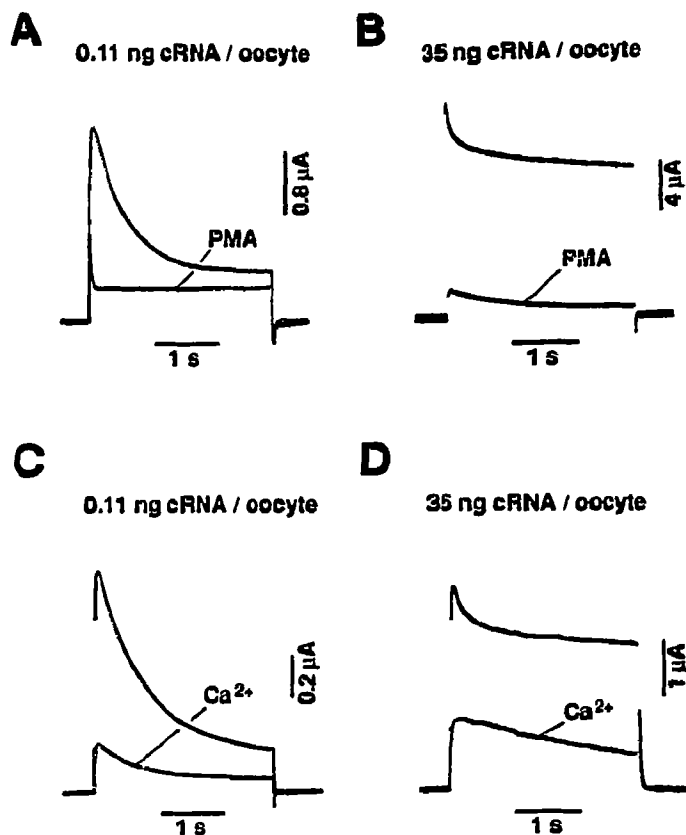 A
0.11 ng cRNA / oocyte
0.8 µA
PMA
1 s
B
35 ng cRNA / oocyte
4 µA
PMA
1 s
C
0.11 ng cRNA / oocyte
0.2 µA
Ca²⁺
1 s
D
35 ng cRNA / oocyte
1 µA
Ca²⁺
1 s